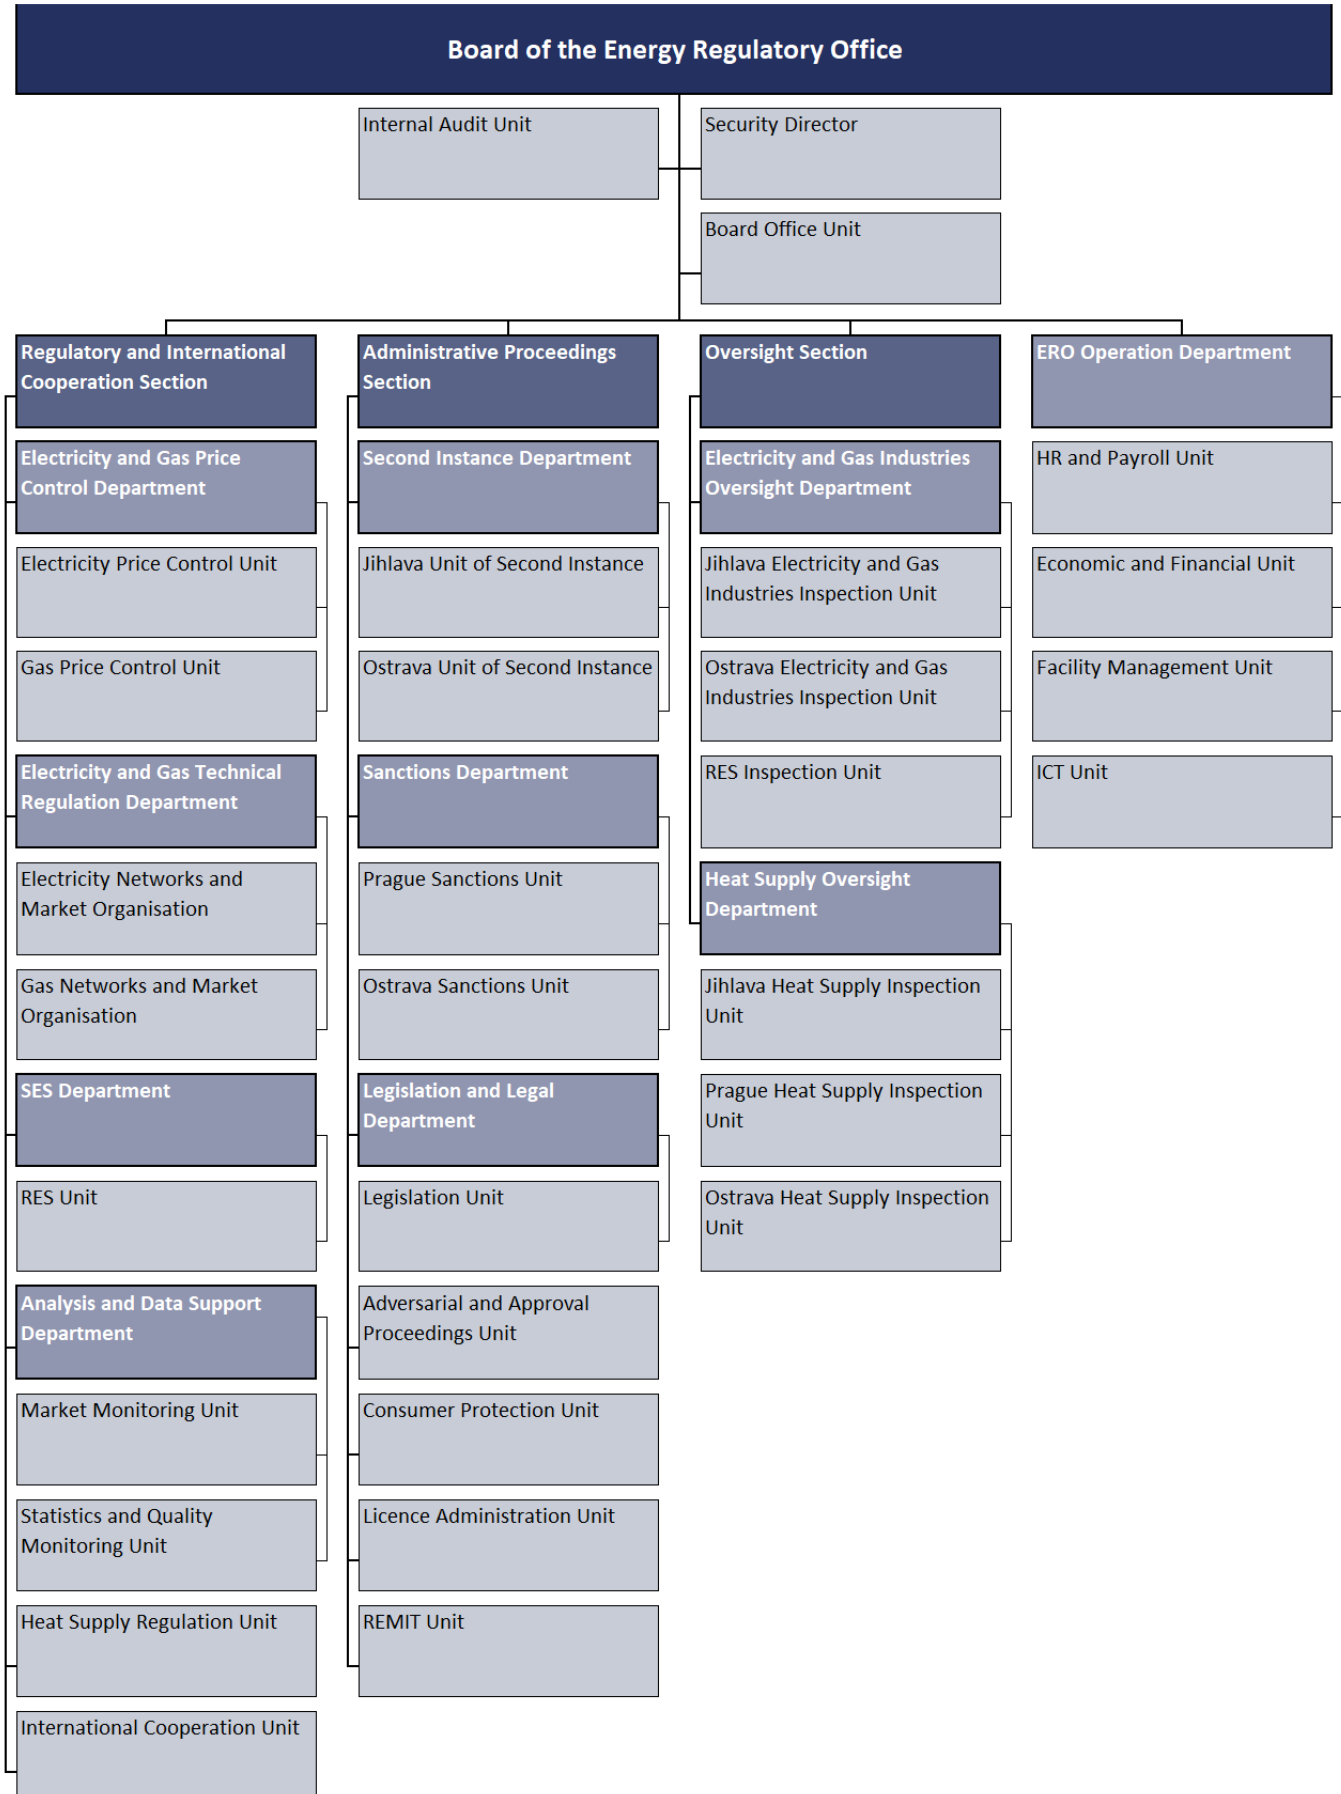 Board of the Energy Regulatory Office
Internal Audit Unit
Security Director
Board Office Unit
Regulatory and International
Cooperation Section
Electricity and Gas Price
Control Department
Electricity Price Control Unit
Gas Price Control Unit
Electricity and Gas Technical
Regulation Department
Electricity Networks and
Market Organisation
Gas Networks and Market
Organisation
SES Department
RES Unit
Analysis and Data Support
Department
Market Monitoring Unit
Statistics and Quality
Monitoring Unit
Heat Supply Regulation Unit
International Cooperation Unit
Administrative Proceedings
Section
Second Instance Department
Jihlava Unit of Second Instance
Ostrava Unit of Second Instance
Sanctions Department
Prague Sanctions Unit
Ostrava Sanctions Unit
Legislation and Legal
Department
Legislation Unit
Adversarial and Approval
Proceedings Unit
Consumer Protection Unit
Licence Administration Unit
REMIT Unit
Oversight Section
Electricity and Gas Industries
Oversight Department
Jihlava Electricity and Gas
Industries Inspection Unit
Ostrava Electricity and Gas
Industries Inspection Unit
RES Inspection Unit
Heat Supply Oversight
Department
Jihlava Heat Supply Inspection
Unit
Prague Heat Supply Inspection
Unit
Ostrava Heat Supply Inspection
Unit
ERO Operation Department
HR and Payroll Unit
Economic and Financial Unit
Facility Management Unit
ICT Unit